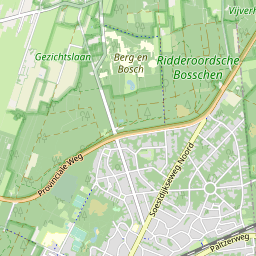 Vijverh
Gezichtslaan
Berg en
Bosch
Ridderoordsche
Bosschen
Provinciale Weg
Soestdijkseweg Noord
Paltzerweg